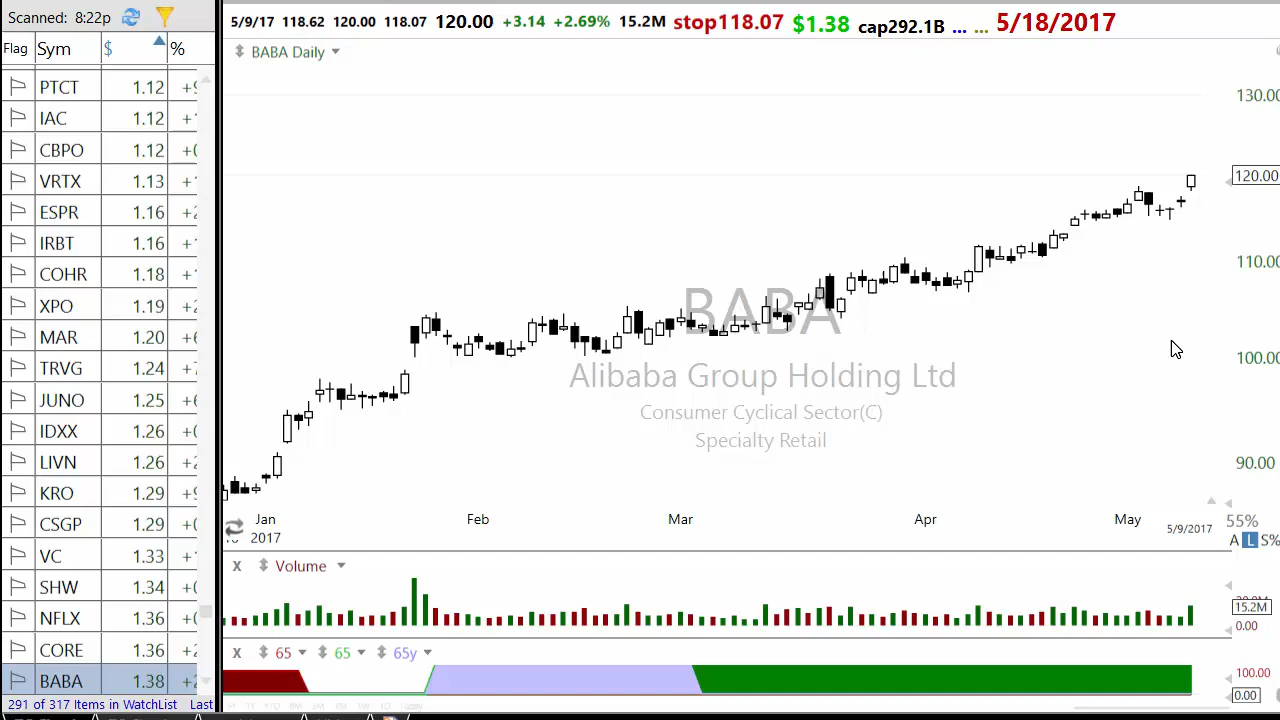 Scanned: 8:22p
5/9/17 118.62 120.00 118.07 120.00 +3.14 +2.69% 15.2M stop118.07 $1.38 cap292.1B ... ... 5/18/2017
Flag Sym $ %
BABA Daily
PTCT 1.12
IAC 1.12
CBPO 1.12
VRTX 1.13
ESPR 1.16
IRBT 1.16
COHR 1.18
XPO 1.19
MAR 1.20
TRVG 1.24
JUNO 1.25
IDXX 1.26
LIVN 1.26
KRO 1.29
CSGP 1.29
VC 1.33
SHW 1.34
NFLX 1.36
CORE 1.36
BABA 1.38
291 of 317 Items in WatchList Last
130.00
120.00
110.00
100.00
90.00
BABA
Alibaba Group Holding Ltd
Consumer Cyclical Sector(C)
Specialty Retail
Jan Feb Mar Apr May
2017 5/9/2017
55%
A L S%
X Volume
15.2M
0.00
X 65 65 65y
100.00
0.00